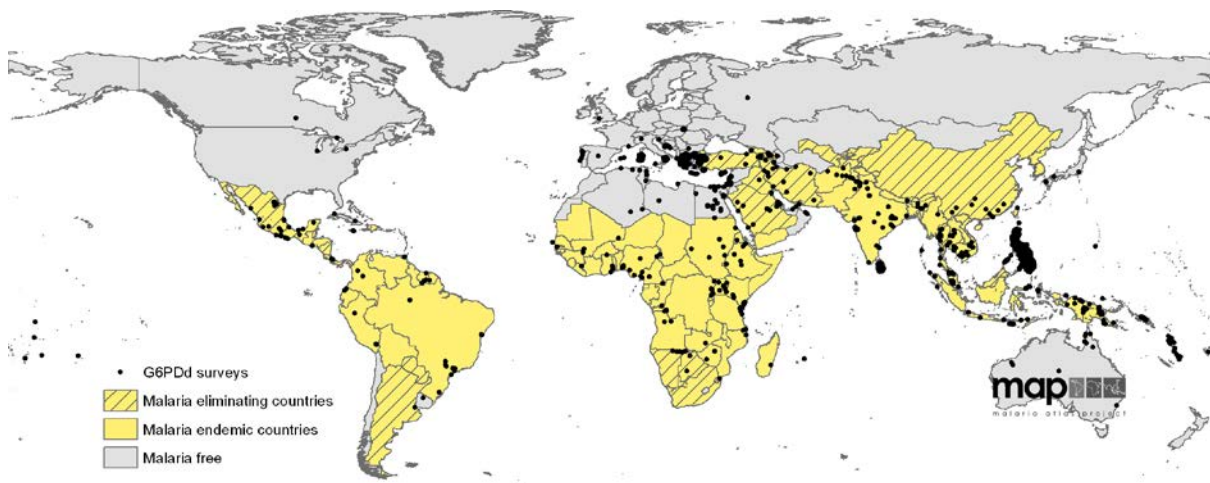 G6PDd surveys
Malaria eliminating countries
Malaria endemic countries
Malaria free
map
malaria atlas project